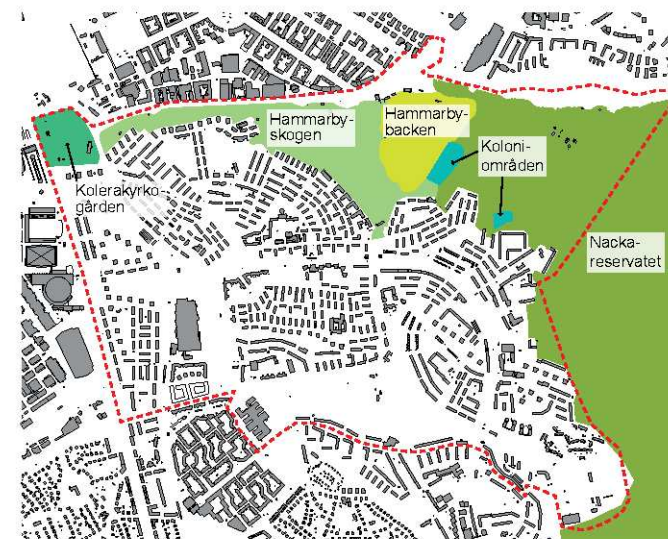 Hammarby-
skogen
Hammarby-
backen
Koloni-
områden
Kolerakyrko-
gården
Nacka-
reservatet